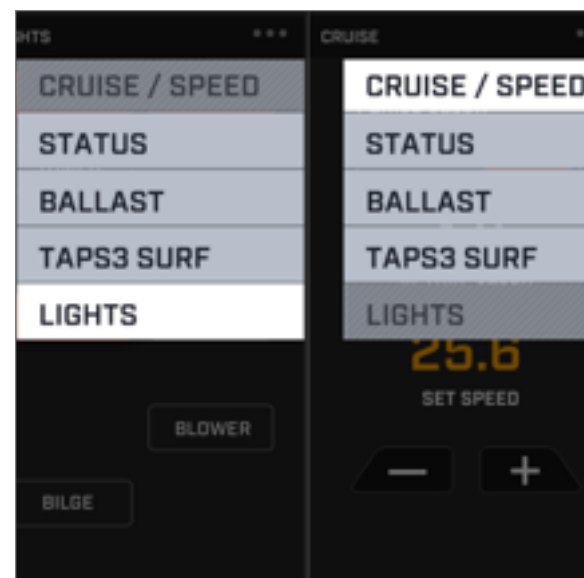 HTS
CRUISE / SPEED
STATUS
BALLAST
TAPS3 SURF
LIGHTS
BLOWER
BILGE
CRUISE
CRUISE / SPEED
STATUS
BALLAST
TAPS3 SURF
LIGHTS
25.6
SET SPEED
− +